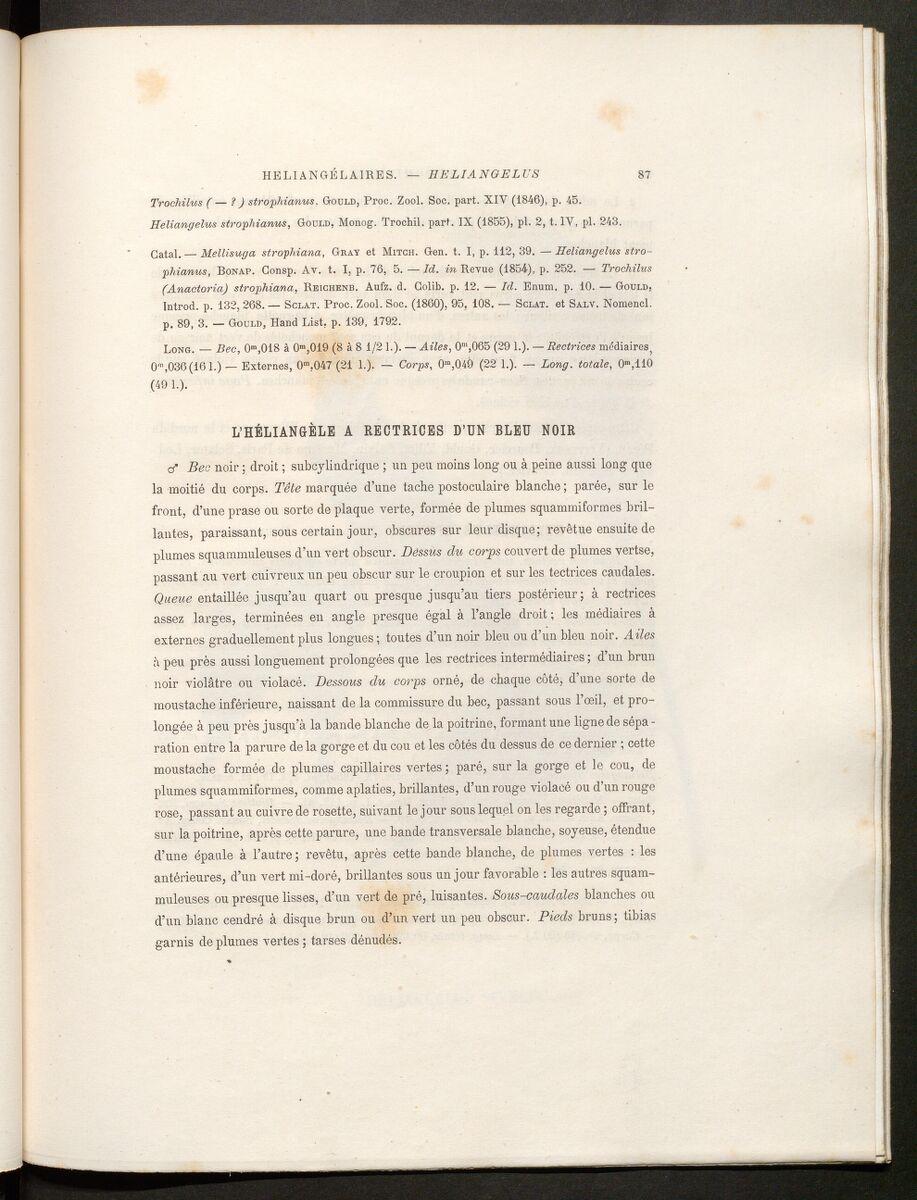 HELIANGÉLAIRES. — HELIANGELUS 87
Trochilus ( — ? ) strophianus. GOULD, Proc. Zool. Soc. part. XIV (1846), p. 45.
Heliangelus strophianus, GOULD, Monog. Trochil. part. IX (1855), pl. 2, t. IV, pl. 243.
Catal. — Mellisuga strophiana, GRAY et MITCH. Gen. t. I, p. 112, 39. — Heliangelus stro-
phianus, BONAP. Consp. Av. t. I, p. 76, 5. — Id. in Revue (1854), p. 252. — Trochilus
(Anactoria) strophiana, REICHENB. Aufz. d. Colib. p. 12. — Id. Enum. p. 10. — GOULD,
Introd. p. 132, 268. — SCLAT. Proc. Zool. Soc. (1860), 95, 108. — SCLAT. et SALV. Nomencl.
p. 89, 3. — GOULD, Hand List. p. 139, 1792.
LONG. — Bec, 0m,018 à 0m,019 (8 à 8 1/2 l.). — Ailes, 0m,065 (29 l.). — Rectrices médiaires,
0m,036 (16 l.) — Externes, 0m,047 (21 l.). — Corps, 0m,049 (22 l.). — Long. totale, 0m,110
(49 l.).
L'HÉLIANGÈLE A RECTRICES D'UN BLEU NOIR
♂ Bec noir ; droit ; subcylindrique ; un peu moins long ou à peine aussi long que
la moitié du corps. Tête marquée d'une tache postoculaire blanche ; parée, sur le
front, d'une prase ou sorte de plaque verte, formée de plumes squammiformes bril-
lantes, paraissant, sous certain jour, obscures sur leur disque; revêtue ensuite de
plumes squammuleuses d'un vert obscur. Dessus du corps couvert de plumes vertse,
passant au vert cuivreux un peu obscur sur le croupion et sur les tectrices caudales.
Queue entaillée jusqu'au quart ou presque jusqu'au tiers postérieur ; à rectrices
assez larges, terminées en angle presque égal à l'angle droit ; les médiaires à
externes graduellement plus longues ; toutes d'un noir bleu ou d'un bleu noir. Ailes
à peu près aussi longuement prolongées que les rectrices intermédiaires ; d'un brun
noir violâtre ou violacé. Dessous du corps orné, de chaque côté, d'une sorte de
moustache inférieure, naissant de la commissure du bec, passant sous l'œil, et pro-
longée à peu près jusqu'à la bande blanche de la poitrine, formant une ligne de sépa-
ration entre la parure de la gorge et du cou et les côtés du dessus de ce dernier ; cette
moustache formée de plumes capillaires vertes ; paré, sur la gorge et le cou, de
plumes squammiformes, comme aplaties, brillantes, d'un rouge violacé ou d'un rouge
rose, passant au cuivre de rosette, suivant le jour sous lequel on les regarde ; offrant,
sur la poitrine, après cette parure, une bande transversale blanche, soyeuse, étendue
d'une épaule à l'autre ; revêtu, après cette bande blanche, de plumes vertes : les
antérieures, d'un vert mi-doré, brillantes sous un jour favorable : les autres squam-
muleuses ou presque lisses, d'un vert de pré, luisantes. Sous-caudales blanches ou
d'un blanc cendré à disque brun ou d'un vert un peu obscur. Pieds bruns ; tibias
garnis de plumes vertes ; tarses dénudés.